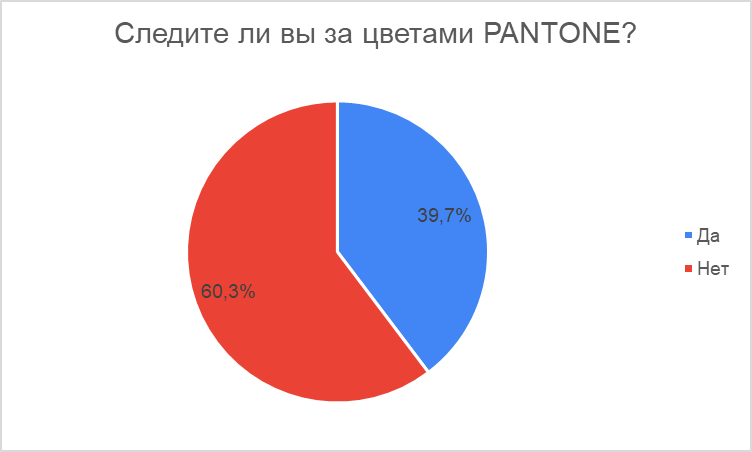 Следите ли вы за цветами PANTONE?
39,7%
60,3%
Да
Нет